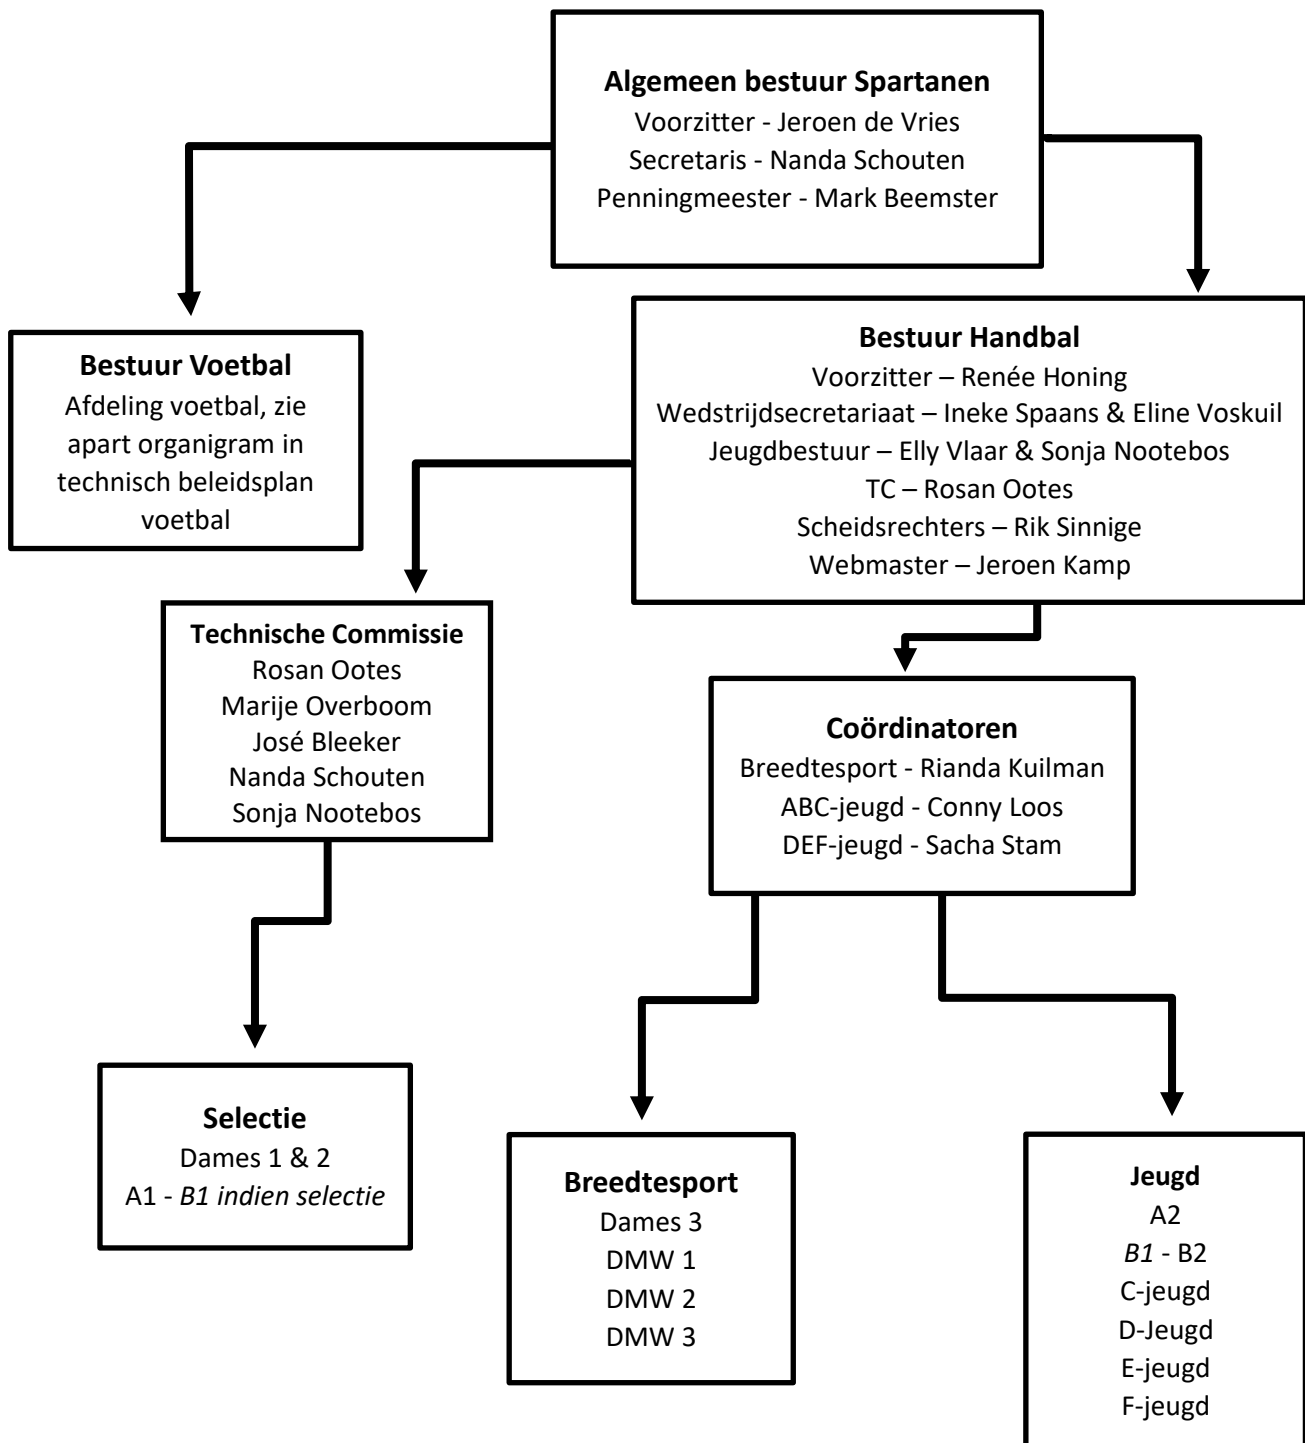 Algemeen bestuur Spartanen
Voorzitter - Jeroen de Vries
Secretaris - Nanda Schouten
Penningmeester - Mark Beemster
Bestuur Voetbal
Afdeling voetbal, zie
apart organigram in
technisch beleidsplan
voetbal
Bestuur Handbal
Voorzitter – Renée Honing
Wedstrijdsecretariaat – Ineke Spaans & Eline Voskuil
Jeugdbestuur – Elly Vlaar & Sonja Nootebos
TC – Rosan Ootes
Scheidsrechters – Rik Sinnige
Webmaster – Jeroen Kamp
Technische Commissie
Rosan Ootes
Marije Overboom
José Bleeker
Nanda Schouten
Sonja Nootebos
Coördinatoren
Breedtesport - Rianda Kuilman
ABC-jeugd - Conny Loos
DEF-jeugd - Sacha Stam
Selectie
Dames 1 & 2
A1 - B1 indien selectie
Breedtesport
Dames 3
DMW 1
DMW 2
DMW 3
Jeugd
A2
B1 - B2
C-jeugd
D-Jeugd
E-jeugd
F-jeugd